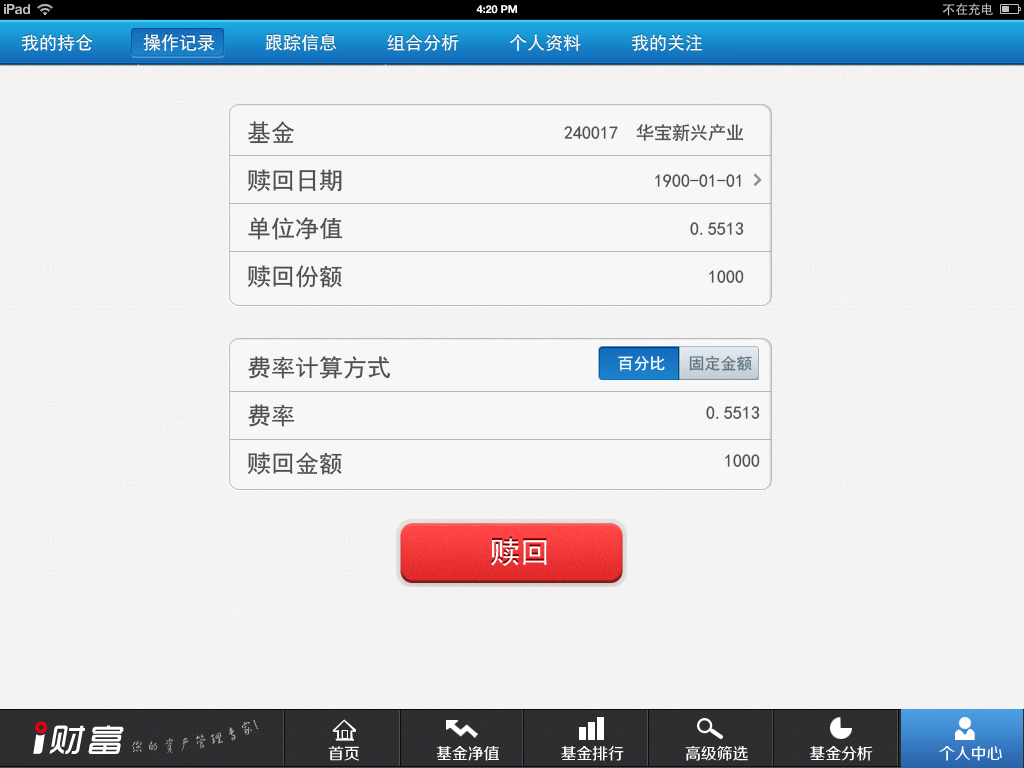 iPad 4:20 PM 不在充电
我的持仓 操作记录 跟踪信息 组合分析 个人资料 我的关注
基金 240017 华宝新兴产业
赎回日期 1900-01-01
单位净值 0.5513
赎回份额 1000
费率计算方式 百分比 固定金额
费率 0.5513
赎回金额 1000
赎回
i财富 你的资产管理专家!
首页 基金净值 基金排行 高级筛选 基金分析 个人中心